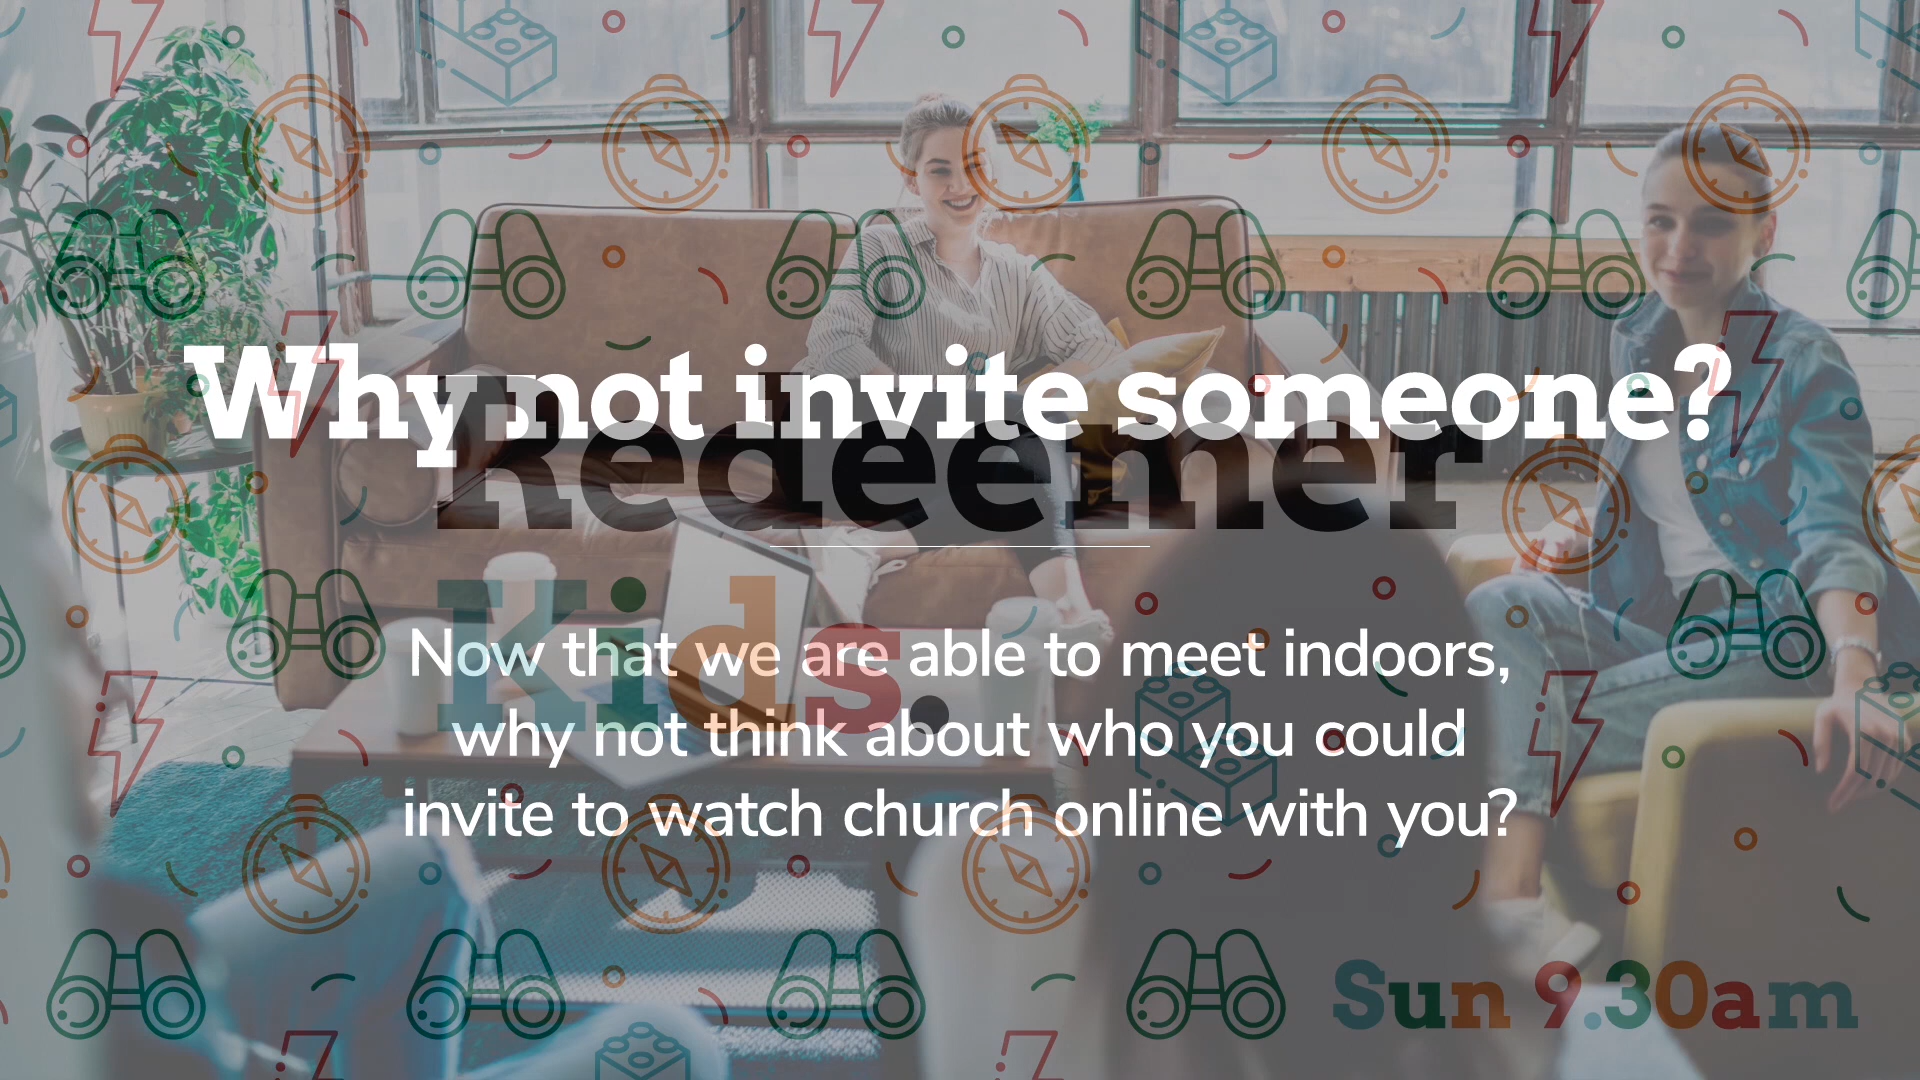 Why not invite someone?
Redeemer
Kids.
Now that we are able to meet indoors,
why not think about who you could
invite to watch church online with you?
Sun 9.30am